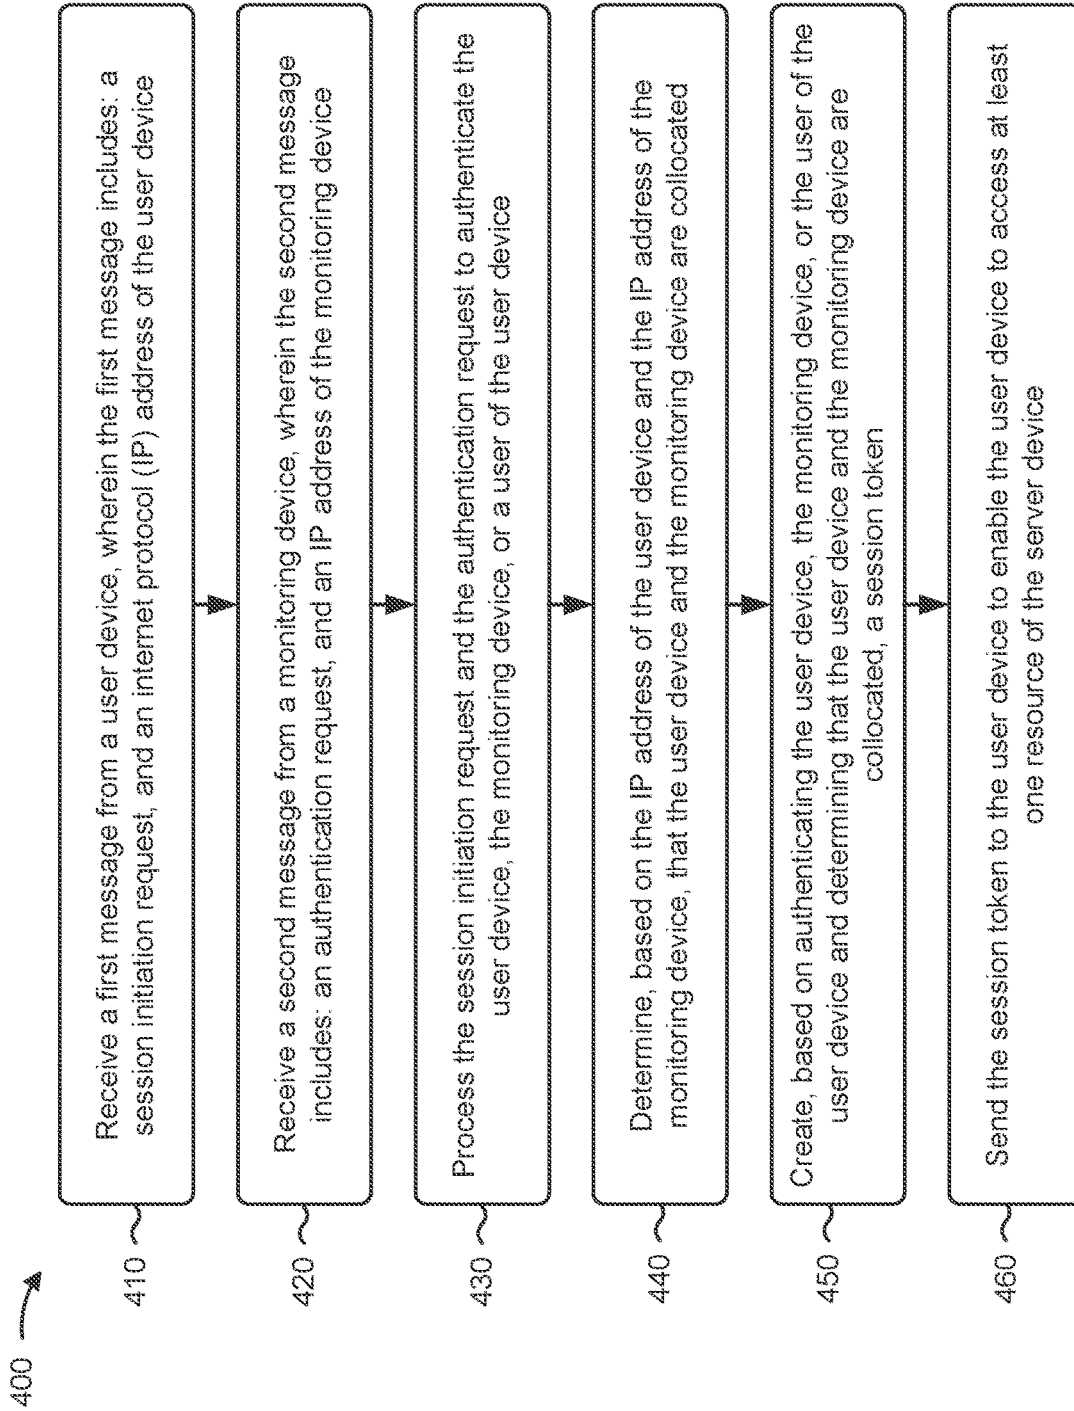 400
410
Receive a first message from a user device, wherein the first message includes: a
session initiation request, and an internet protocol (IP) address of the user device
420
Receive a second message from a monitoring device, wherein the second message
includes: an authentication request, and an IP address of the monitoring device
430
Process the session initiation request and the authentication request to authenticate the
user device, the monitoring device, or a user of the user device
440
Determine, based on the IP address of the user device and the IP address of the
monitoring device, that the user device and the monitoring device are collocated
450
Create, based on authenticating the user device, the monitoring device, or the user of the
user device and determining that the user device and the monitoring device are
collocated, a session token
460
Send the session token to the user device to enable the user device to access at least
one resource of the server device